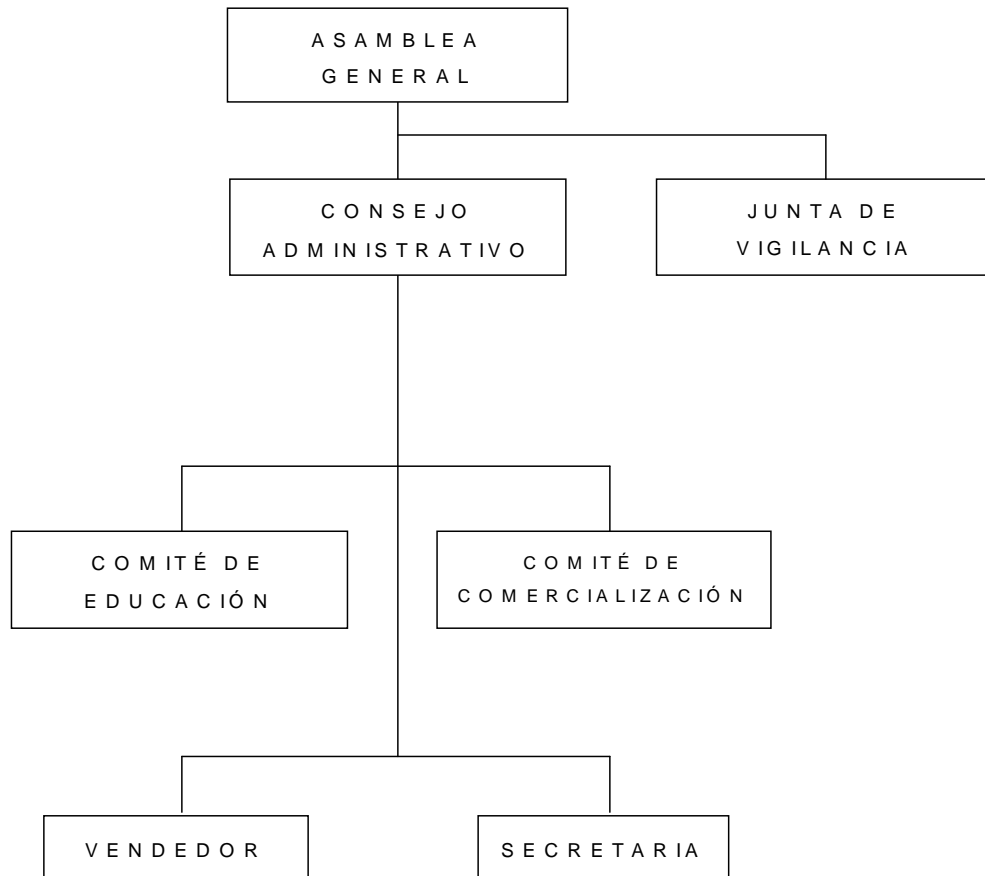 ASAMBLEA
GENERAL
CONSEJO
ADMINISTRATIVO
JUNTA DE
VIGILANCIA
COMITÉ DE
EDUCACIÓN
COMITÉ DE
COMERCIALIZACIÓN
VENDEDOR
SECRETARIA